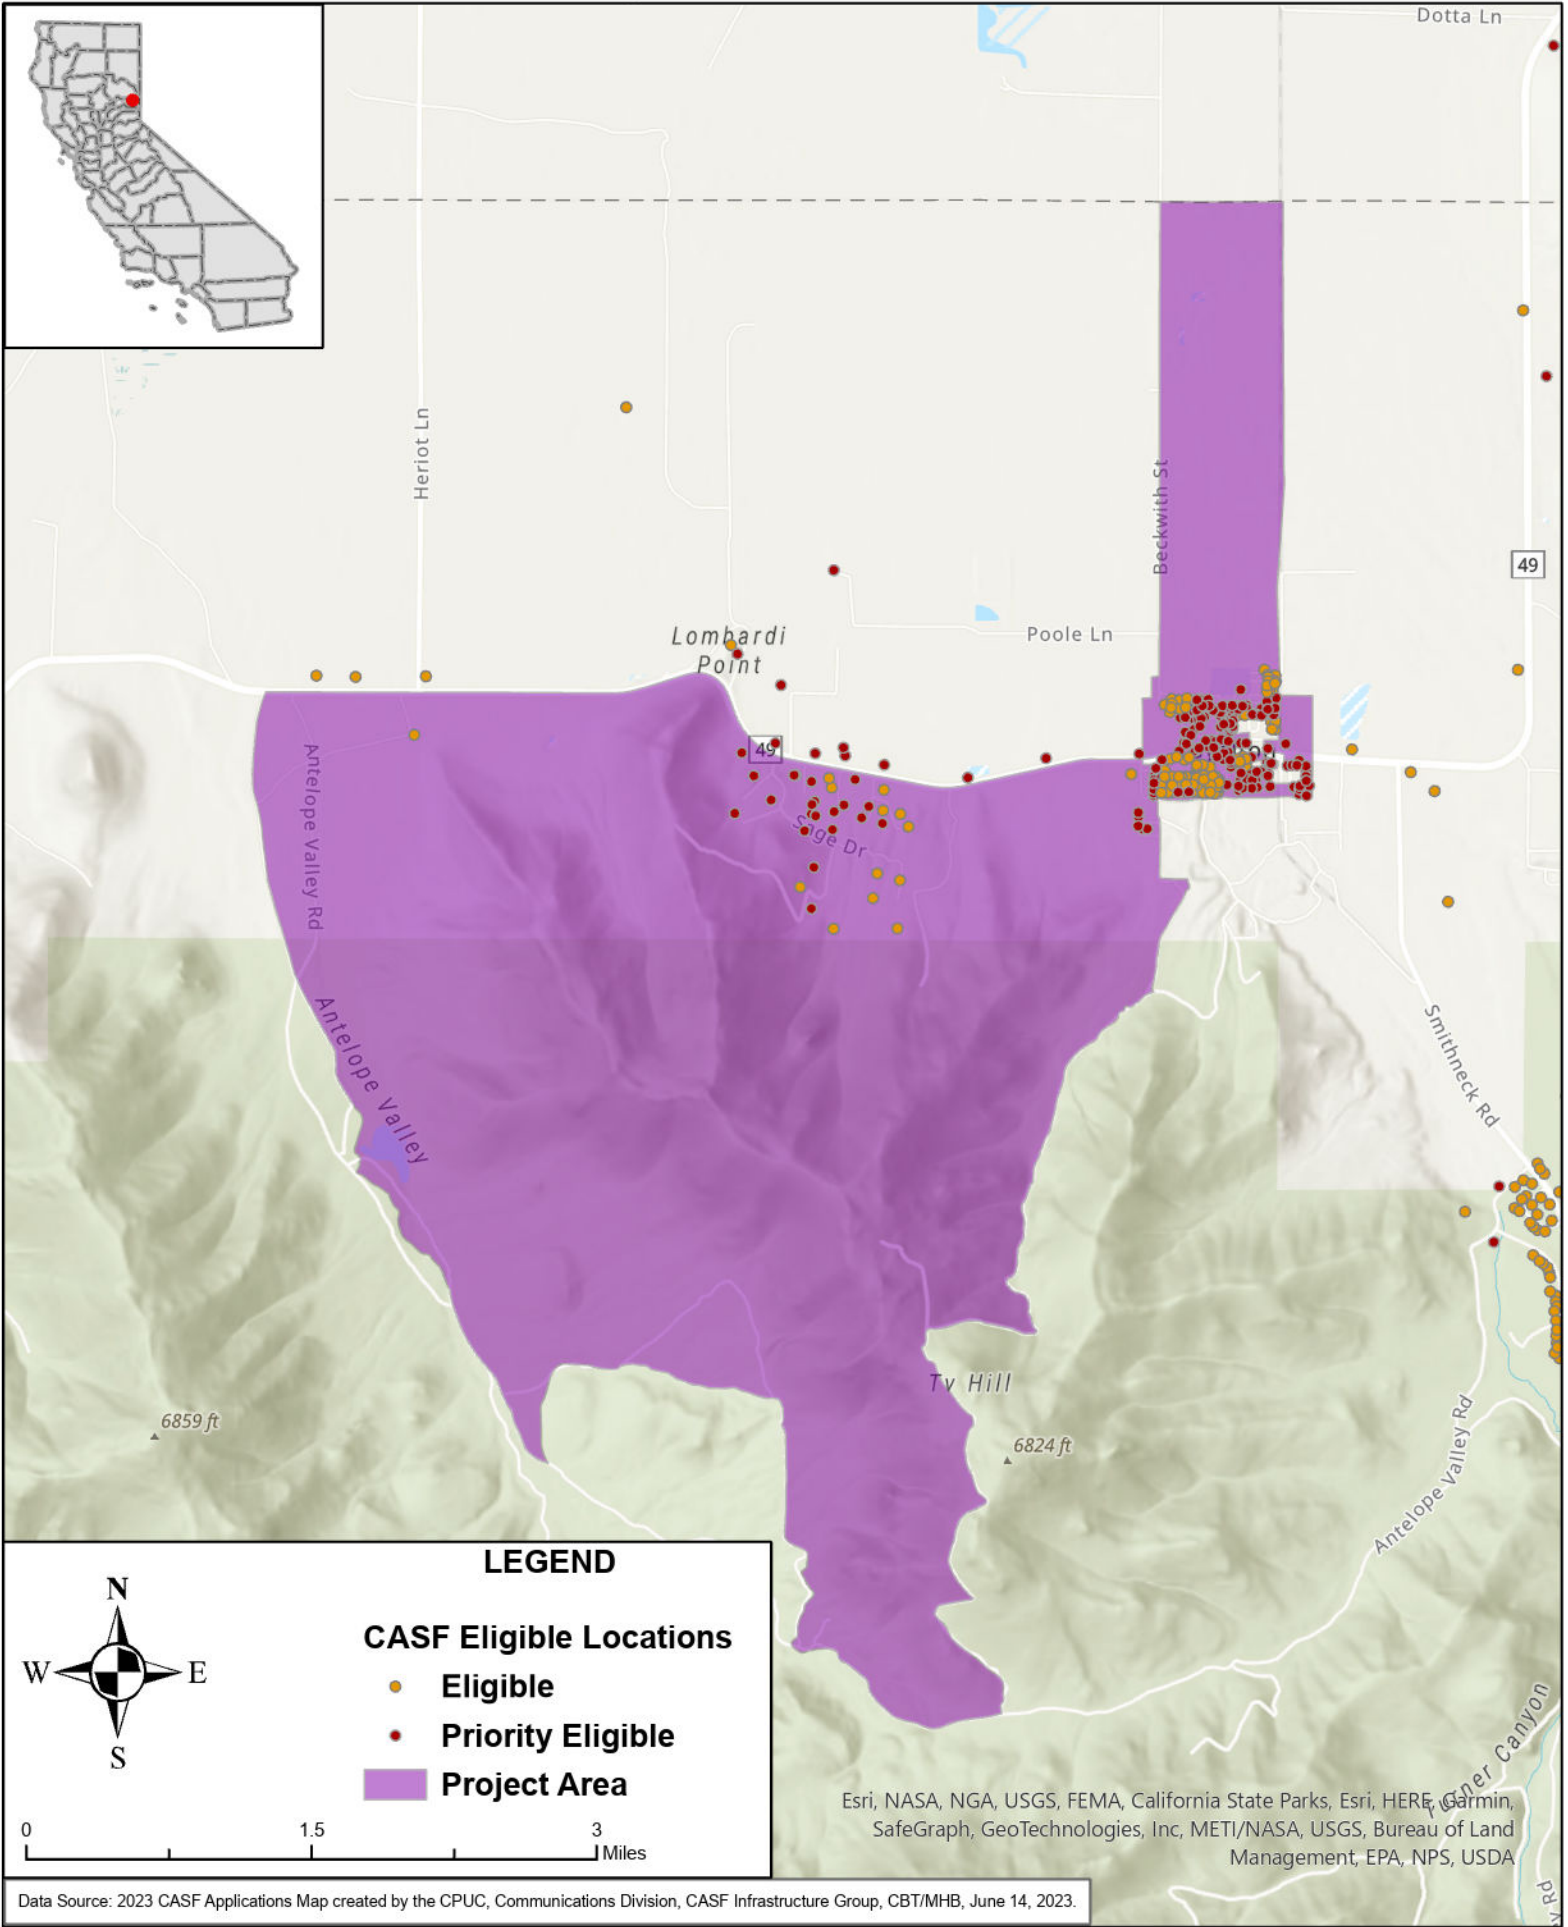 Dotta Ln
Heriot Ln
Beckwith St
49
Lombardi
Point
Poole Ln
49
Sage Dr
Antelope Valley Rd
Antelope Valley
Smithneck Rd
Ty Hill
6859 ft
6824 ft
Antelope Valley Rd
Turner Canyon
LEGEND
N
W
E
S
CASF Eligible Locations
Eligible
Priority Eligible
Project Area
0
1.5
3
Miles
Esri, NASA, NGA, USGS, FEMA, California State Parks, Esri, HERE, Garmin,
SafeGraph, GeoTechnologies, Inc, METI/NASA, USGS, Bureau of Land
Management, EPA, NPS, USDA
Data Source: 2023 CASF Applications Map created by the CPUC, Communications Division, CASF Infrastructure Group, CBT/MHB, June 14, 2023.